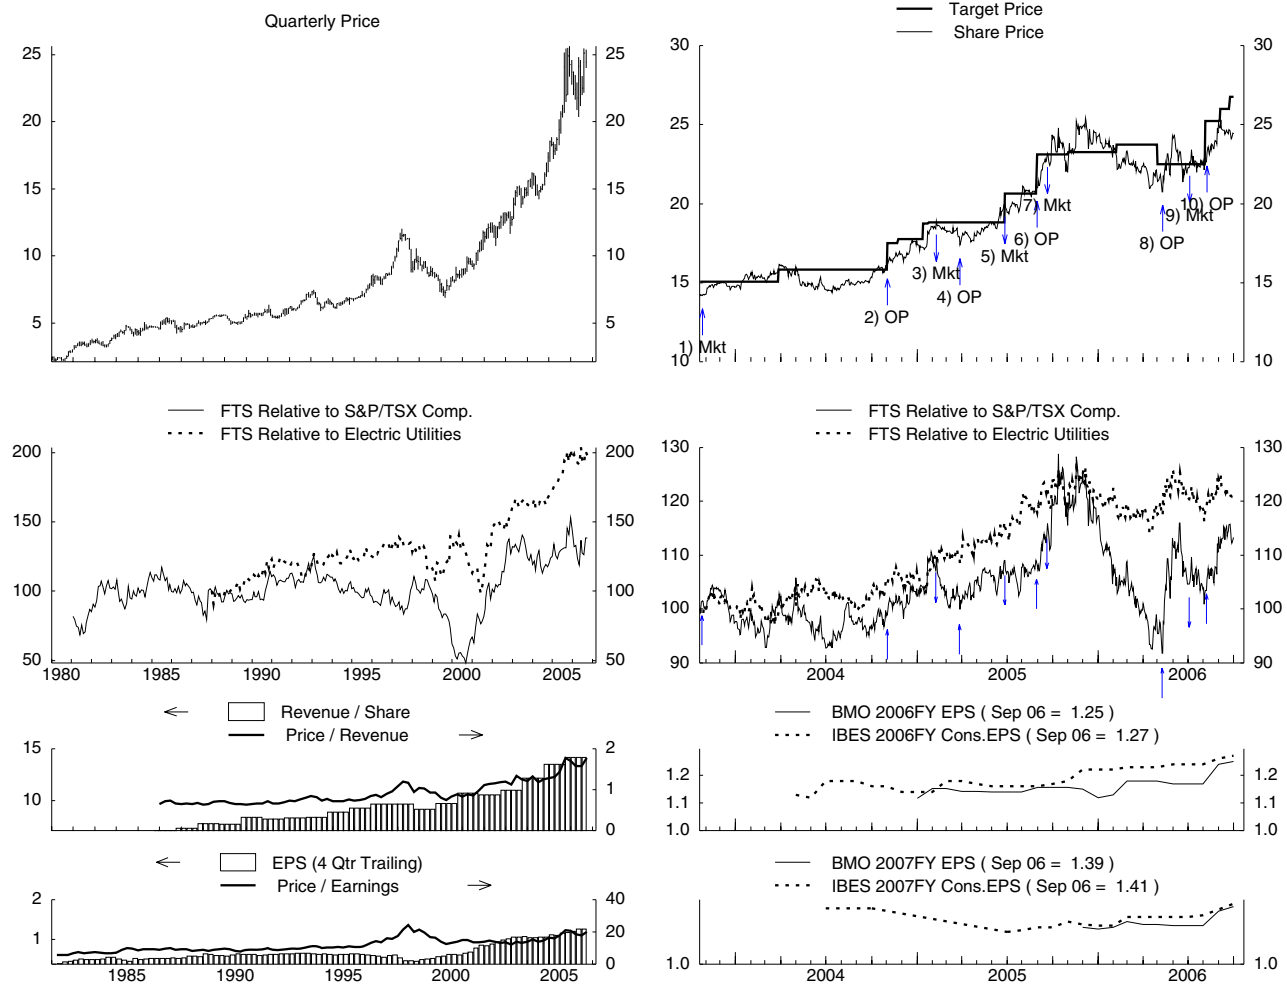 Quarterly Price
25 25
20 20
15 15
10 10
5 5
Target Price
Share Price
30 30
25 25
20 20
15 15
10 10
1) Mkt
2) OP
3) Mkt
4) OP
5) Mkt
6) OP
7) Mkt
8) OP
9) Mkt
10) OP
FTS Relative to S&P/TSX Comp.
FTS Relative to Electric Utilities
200 200
150 150
100 100
50 50
1980 1985 1990 1995 2000 2005
FTS Relative to S&P/TSX Comp.
FTS Relative to Electric Utilities
130 130
120 120
110 110
100 100
90 90
2004 2005 2006
Revenue / Share
Price / Revenue
15 2
10 1
0
BMO 2006FY EPS ( Sep 06 = 1.25 )
IBES 2006FY Cons.EPS ( Sep 06 = 1.27 )
1.2 1.2
1.1 1.1
1.0 1.0
EPS (4 Qtr Trailing)
Price / Earnings
2 40
1 20
0
1985 1990 1995 2000 2005
BMO 2007FY EPS ( Sep 06 = 1.39 )
IBES 2007FY Cons.EPS ( Sep 06 = 1.41 )
1.0 1.0
2004 2005 2006